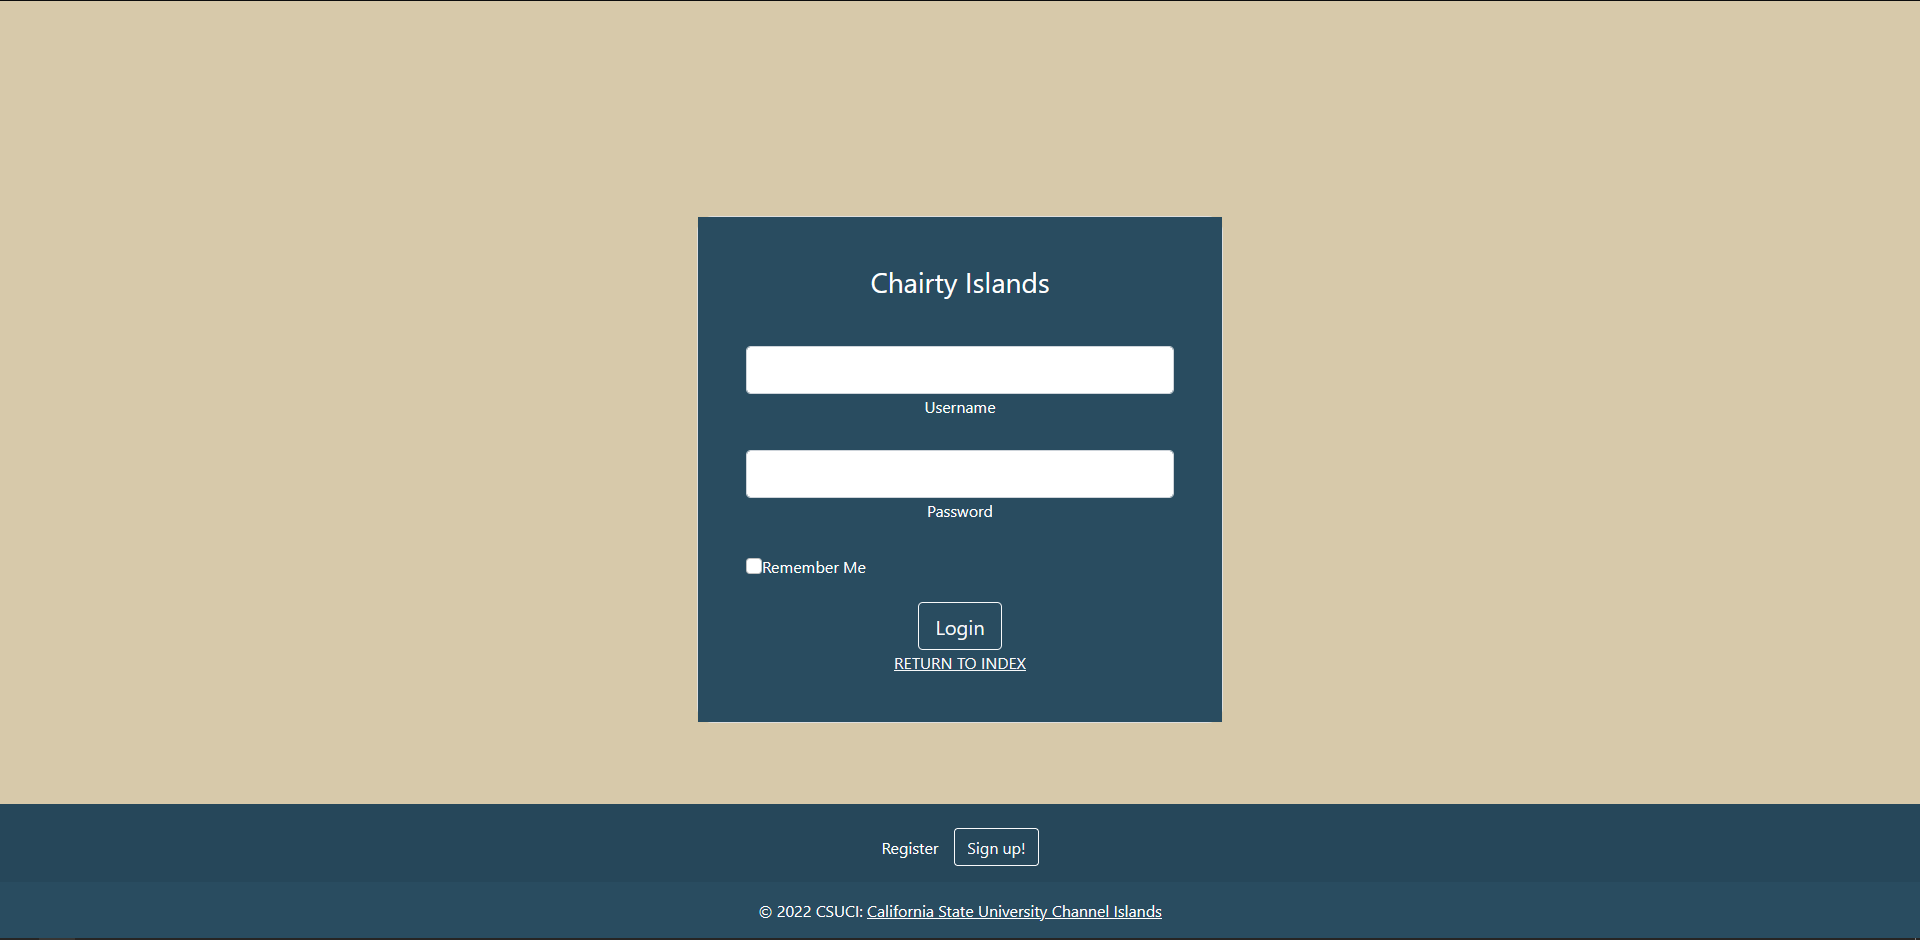 Chairty Islands
Username
Password
Remember Me
Login
RETURN TO INDEX
Register Sign up!
© 2022 CSUCI: California State University Channel Islands